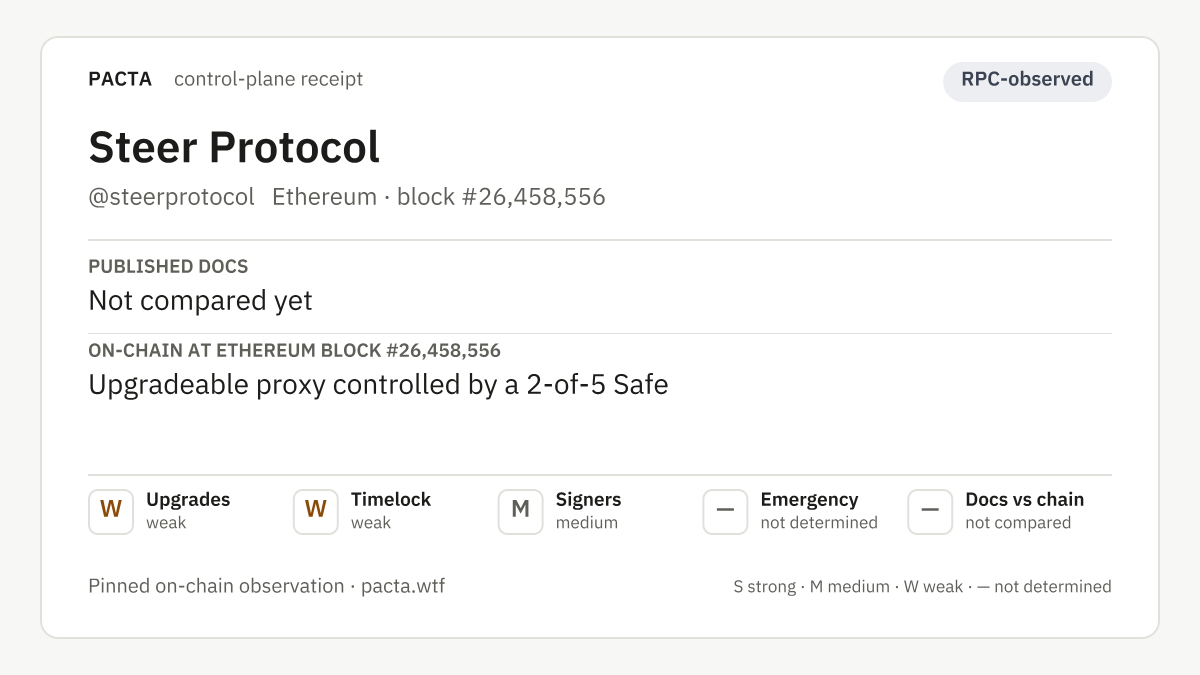 PACTA control-plane receipt RPC-observed
Steer Protocol
@steerprotocol Ethereum · block #26,458,556
PUBLISHED DOCS
Not compared yet
ON-CHAIN AT ETHEREUM BLOCK #26,458,556
Upgradeable proxy controlled by a 2-of-5 Safe
W Upgrades weak
W Timelock weak
M Signers medium
— Emergency not determined
— Docs vs chain not compared
Pinned on-chain observation · pacta.wtf
S strong · M medium · W weak · — not determined